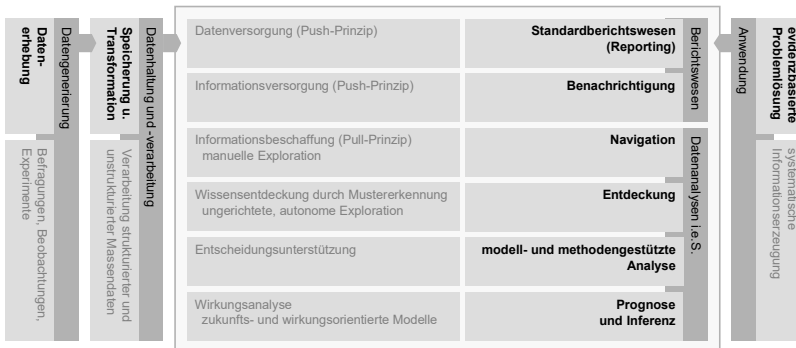 Daten-
erhebung
Befragungen, Beobachtungen,
Experimente
Datengenerierung
Speicherung u.
Transformation
Verarbeitung strukturierter und
unstrukturierter Massendaten
Datenhaltung und -verarbeitung
Datenversorgung (Push-Prinzip)
Standardberichtswesen
(Reporting)
Informationsversorgung (Push-Prinzip)
Benachrichtigung
Berichtswesen
Informationsbeschaffung (Pull-Prinzip)
manuelle Exploration
Navigation
Wissensentdeckung durch Mustererkennung
ungerichtete, autonome Exploration
Entdeckung
Entscheidungsunterstützung
modell- und methodengestützte
Analyse
Wirkungsanalyse
zukunfts- und wirkungsorientierte Modelle
Prognose
und Inferenz
Datenanalysen i.e.S.
Anwendung
evidenzbasierte
Problemlösung
systematische
Informationserzeugung